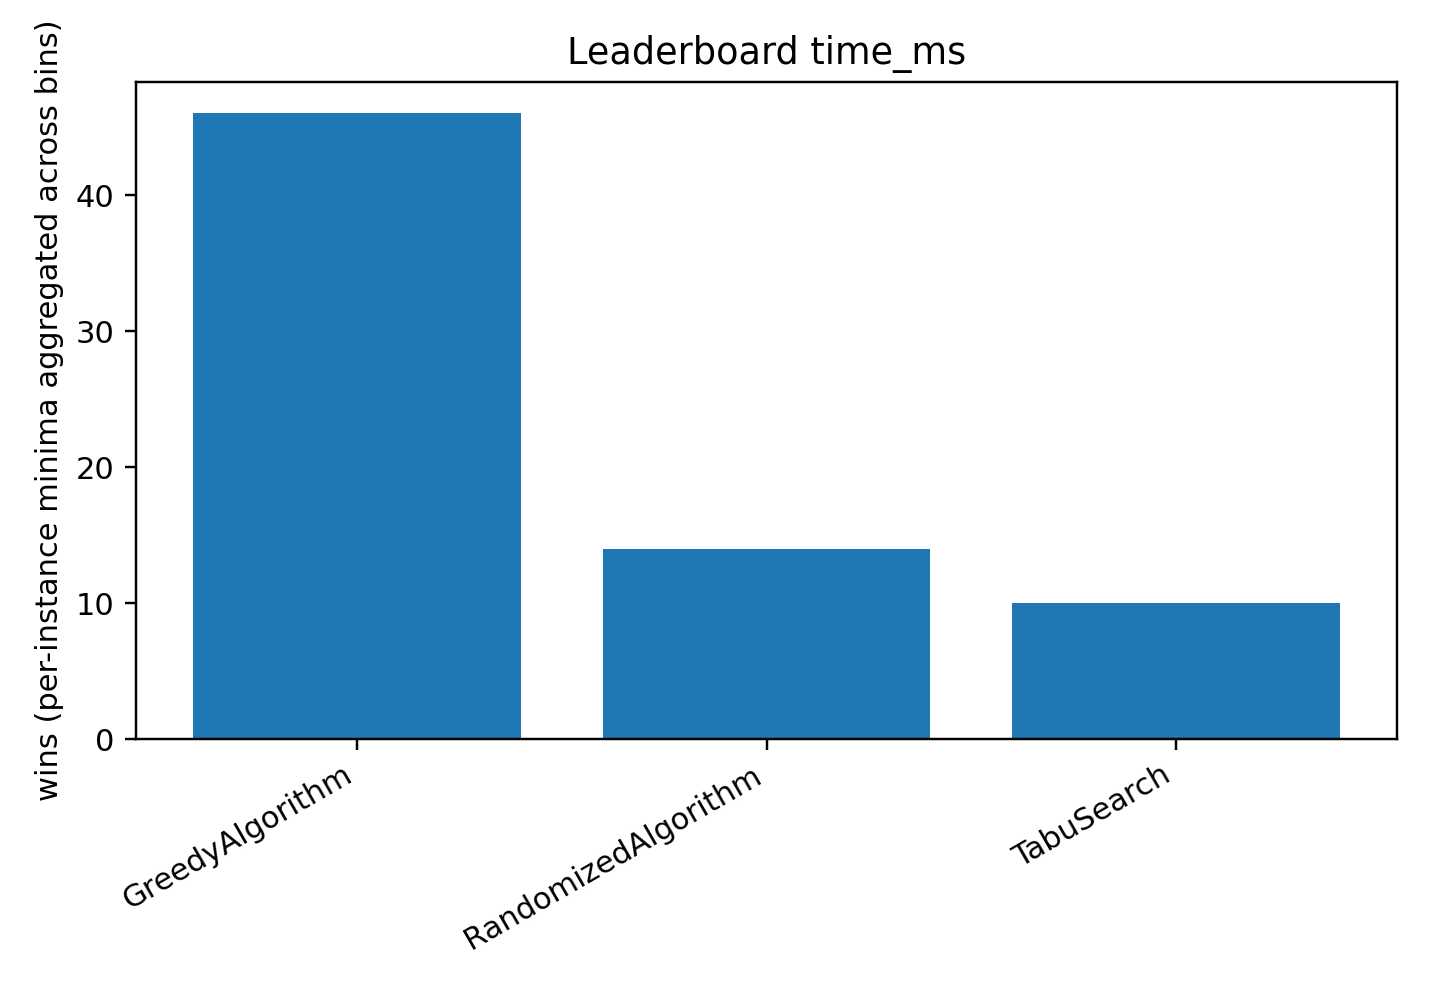 Leaderboard time_ms
wins (per-instance minima aggregated across bins)
40
30
20
10
0
GreedyAlgorithm
RandomizedAlgorithm
TabuSearch